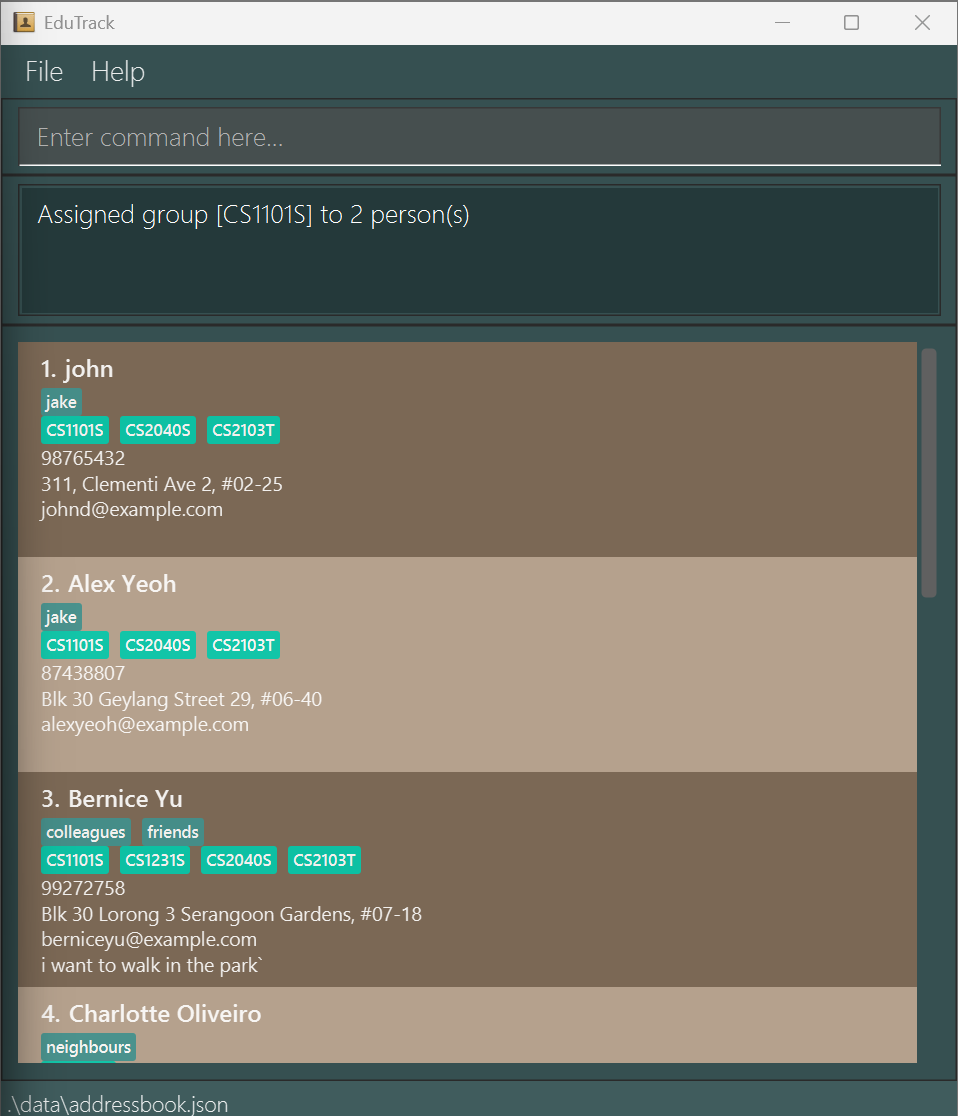 EduTrack
File Help
Enter command here...
Assigned group [CS1101S] to 2 person(s)
1. john
jake
CS1101S CS2040S CS2103T
98765432
311, Clementi Ave 2, #02-25
johnd@example.com
2. Alex Yeoh
jake
CS1101S CS2040S CS2103T
87438807
Blk 30 Geylang Street 29, #06-40
alexyeoh@example.com
3. Bernice Yu
colleagues friends
CS1101S CS1231S CS2040S CS2103T
99272758
Blk 30 Lorong 3 Serangoon Gardens, #07-18
berniceyu@example.com
i want to walk in the park`
4. Charlotte Oliveiro
neighbours
.\data\addressbook.json